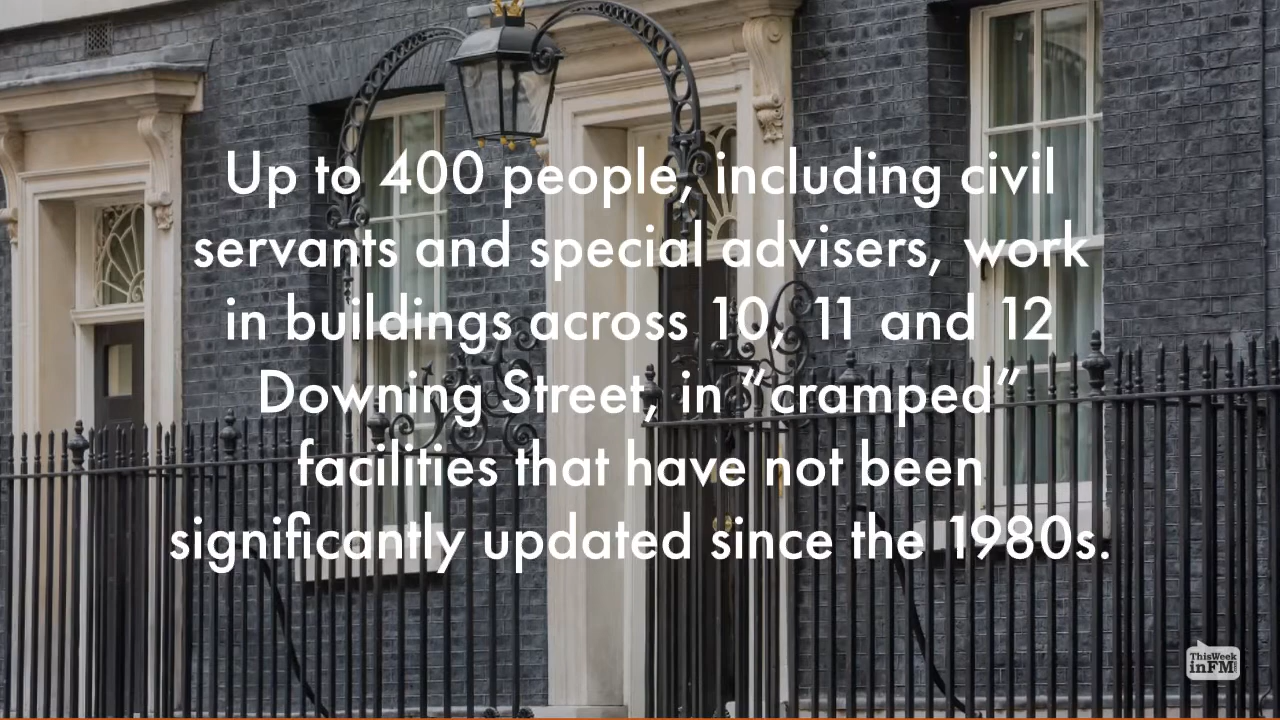 Up to 400 people, including civil
servants and special advisers, work
in buildings across 10, 11 and 12
Downing Street, in “cramped”
facilities that have not been
significantly updated since the 1980s.
ThisWeek
inFM